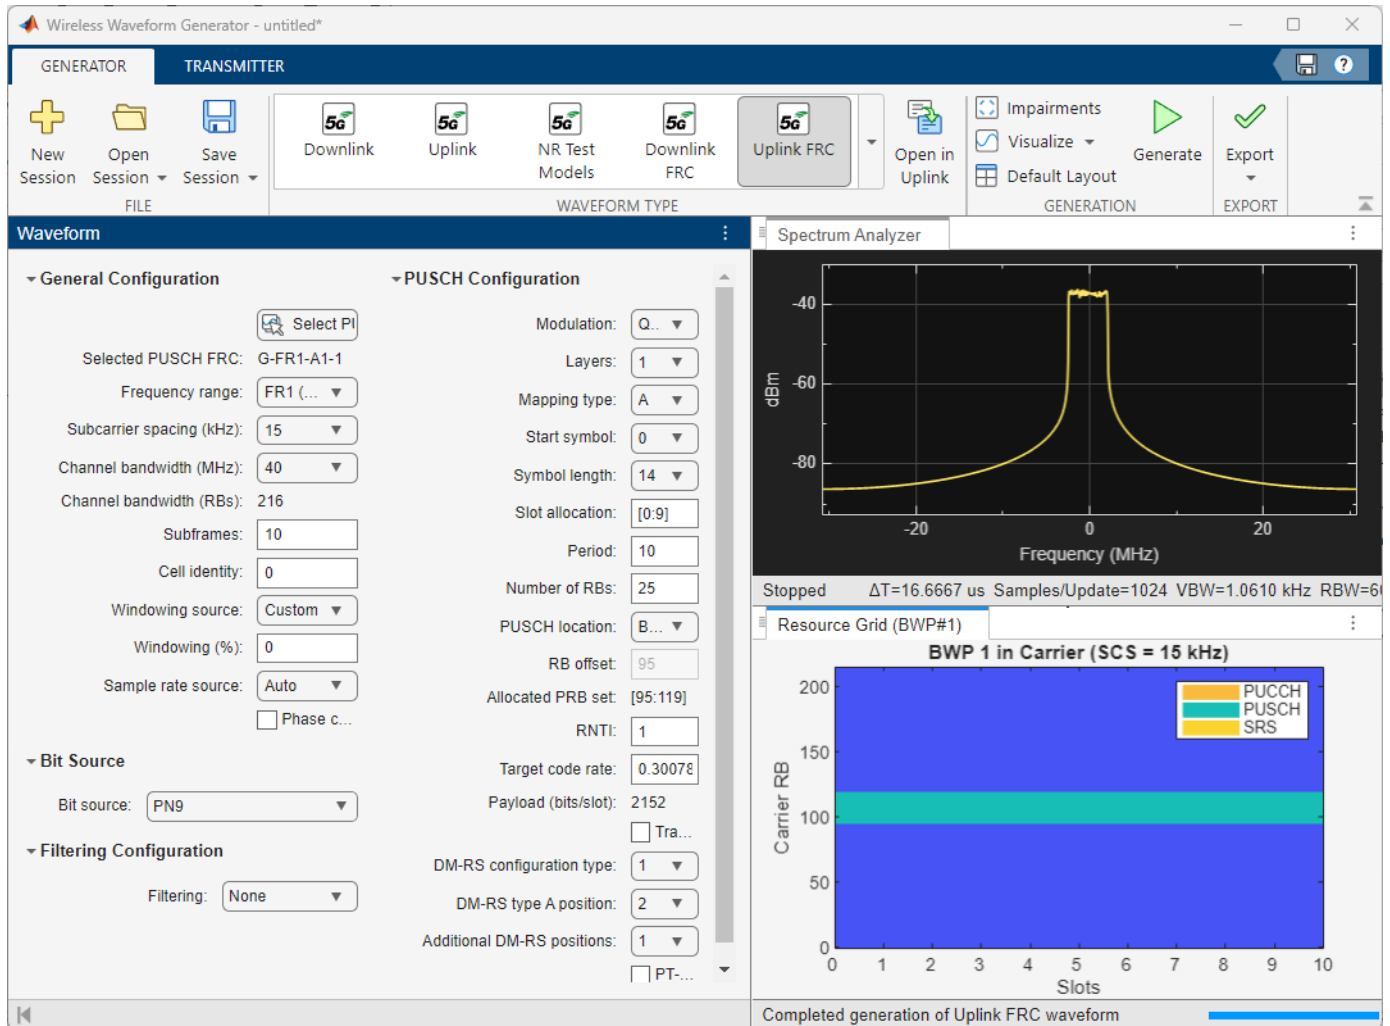 Wireless Waveform Generator - untitled*
GENERATOR TRANSMITTER
New Session
Open Session
Save Session
FILE
5G Downlink
5G Uplink
5G NR Test Models
5G Downlink FRC
5G Uplink FRC
WAVEFORM TYPE
Open in Uplink
Impairments
Visualize
Default Layout
Generate
GENERATION
Export
EXPORT
Waveform
General Configuration
Select PI
Selected PUSCH FRC: G-FR1-A1-1
Frequency range: FR1 (...
Subcarrier spacing (kHz): 15
Channel bandwidth (MHz): 40
Channel bandwidth (RBs): 216
Subframes: 10
Cell identity: 0
Windowing source: Custom
Windowing (%): 0
Sample rate source: Auto
Phase c...
Bit Source
Bit source: PN9
Filtering Configuration
Filtering: None
PUSCH Configuration
Modulation: Q...
Layers: 1
Mapping type: A
Start symbol: 0
Symbol length: 14
Slot allocation: [0:9]
Period: 10
Number of RBs: 25
PUSCH location: B...
RB offset: 95
Allocated PRB set: [95:119]
RNTI: 1
Target code rate: 0.30078
Payload (bits/slot): 2152
Tra...
DM-RS configuration type: 1
DM-RS type A position: 2
Additional DM-RS positions: 1
PT-...
Spectrum Analyzer
-40
-60
-80
dBm
-20 0 20
Frequency (MHz)
Stopped ΔT=16.6667 us Samples/Update=1024 VBW=1.0610 kHz
Resource Grid (BWP#1)
BWP 1 in Carrier (SCS = 15 kHz)
PUCCH
PUSCH
SRS
200
150
100
50
0
Carrier RB
0 1 2 3 4 5 6 7 8 9 10
Slots
Completed generation of Uplink FRC waveform